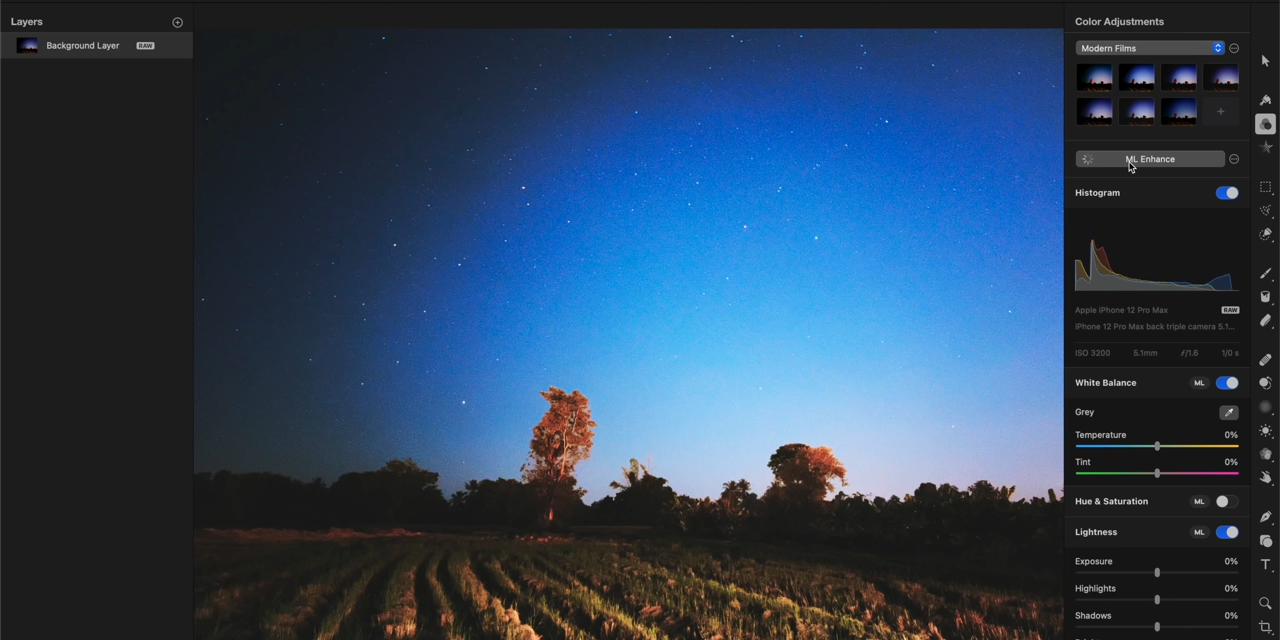 Layers
Background Layer RAW
Color Adjustments
Modern Films
ML Enhance
Histogram
Apple iPhone 12 Pro Max RAW
iPhone 12 Pro Max back triple camera 5.1...
ISO 3200 5.1mm ƒ/1.6 1/0 s
White Balance ML
Grey
Temperature 0%
Tint 0%
Hue & Saturation ML
Lightness ML
Exposure 0%
Highlights 0%
Shadows 0%